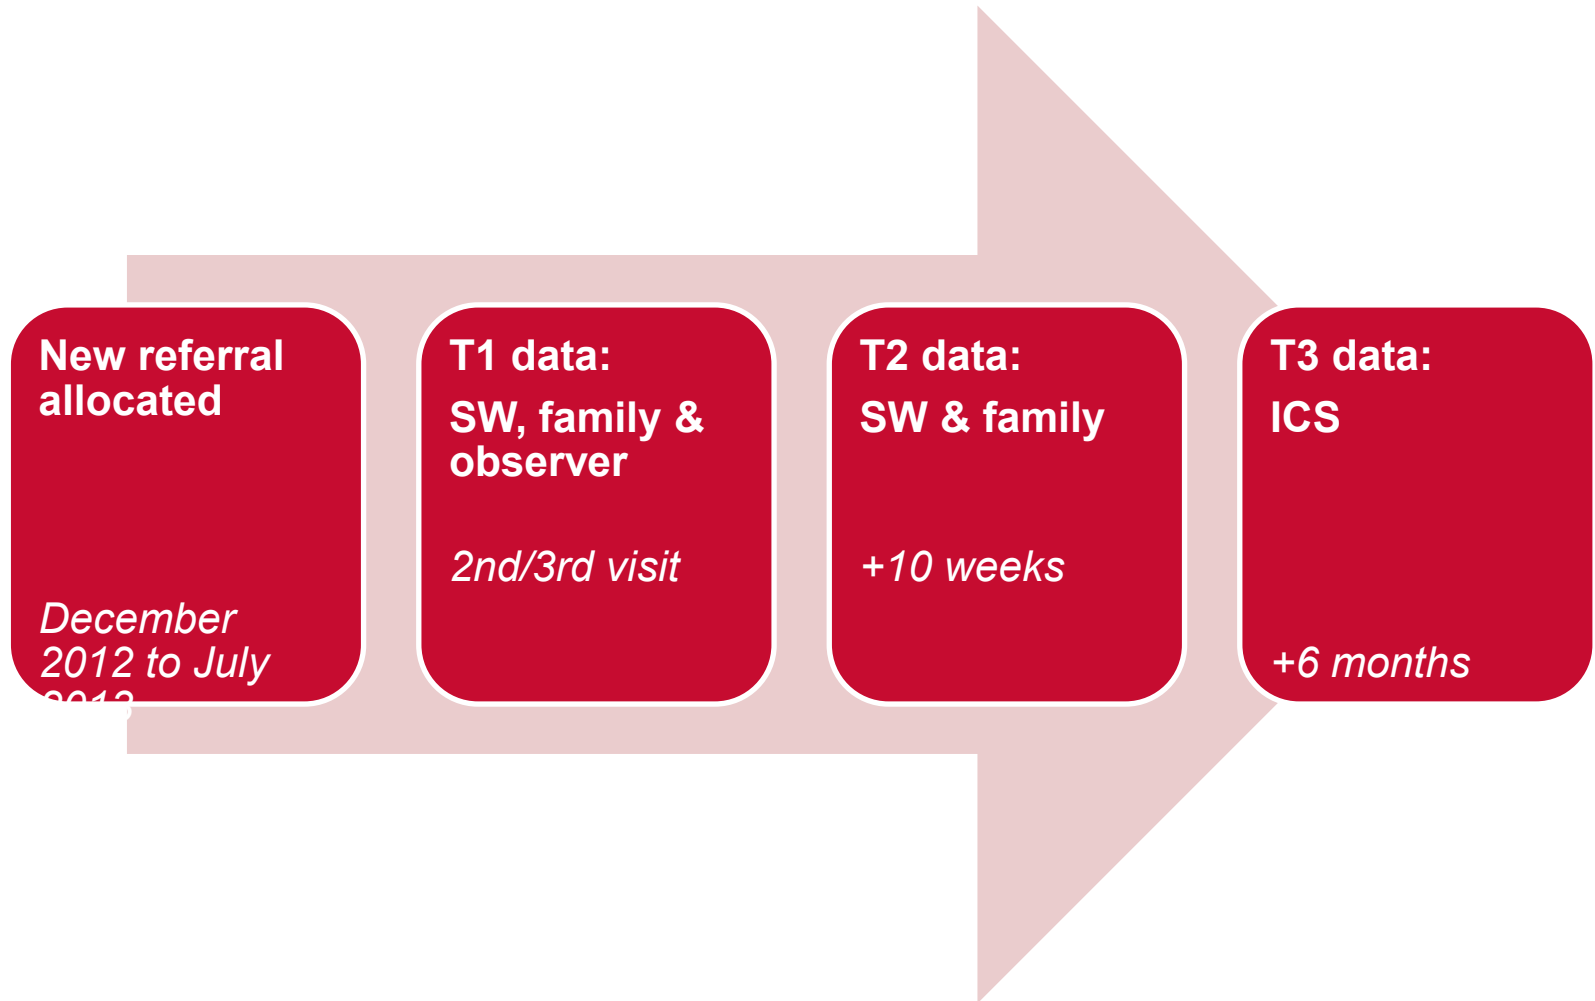 New referral
allocated
December
2012 to July
2013
T1 data:
SW, family &
observer
2nd/3rd visit
T2 data:
SW & family
+10 weeks
T3 data:
ICS
+6 months